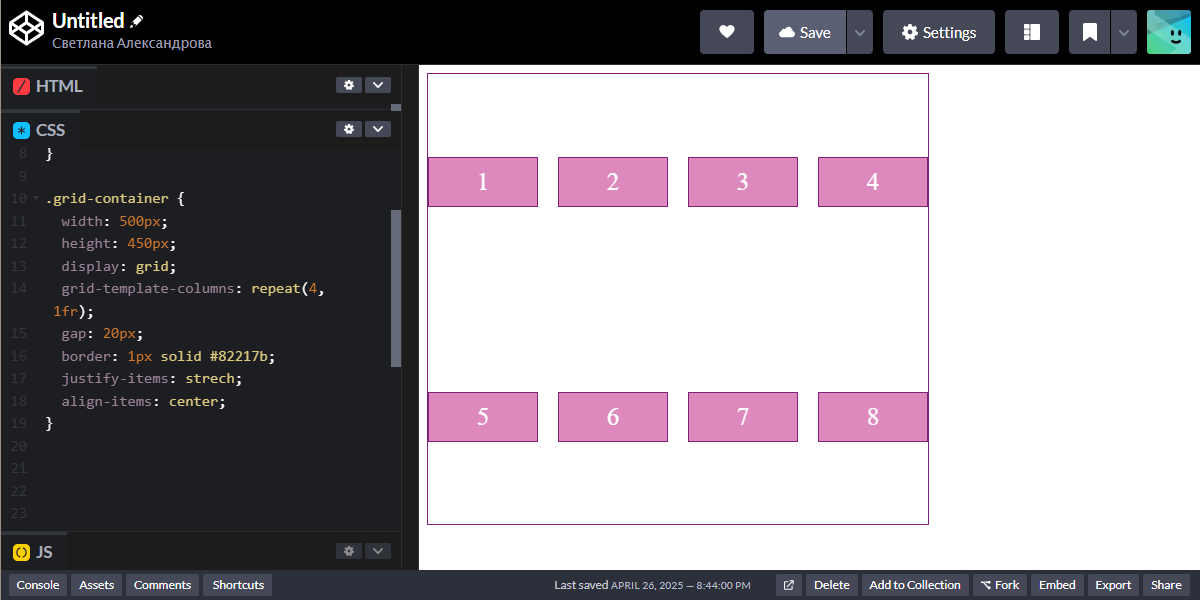 Untitled
Светлана Александрова
Save
Settings
HTML
CSS
8 }
9
10 .grid-container {
11 width: 500px;
12 height: 450px;
13 display: grid;
14 grid-template-columns: repeat(4,
1fr);
15 gap: 20px;
16 border: 1px solid #82217b;
17 justify-items: strech;
18 align-items: center;
19 }
20
21
22
23
JS
1 2 3 4
5 6 7 8
Console Assets Comments Shortcuts Last saved APRIL 26, 2025 — 8:44:00 PM Delete Add to Collection Fork Embed Export Share